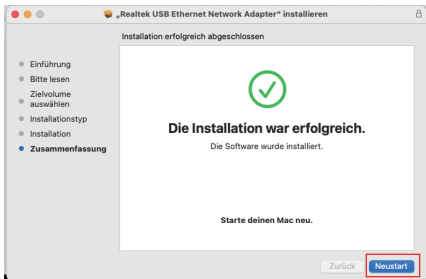 „Realtek USB Ethernet Network Adapter“ installieren
Installation erfolgreich abgeschlossen
Einführung
Bitte lesen
Zielvolume
auswählen
Installationstyp
Installation
Zusammenfassung
Die Installation war erfolgreich.
Die Software wurde installiert.
Starte deinen Mac neu.
Zurück
Neustart